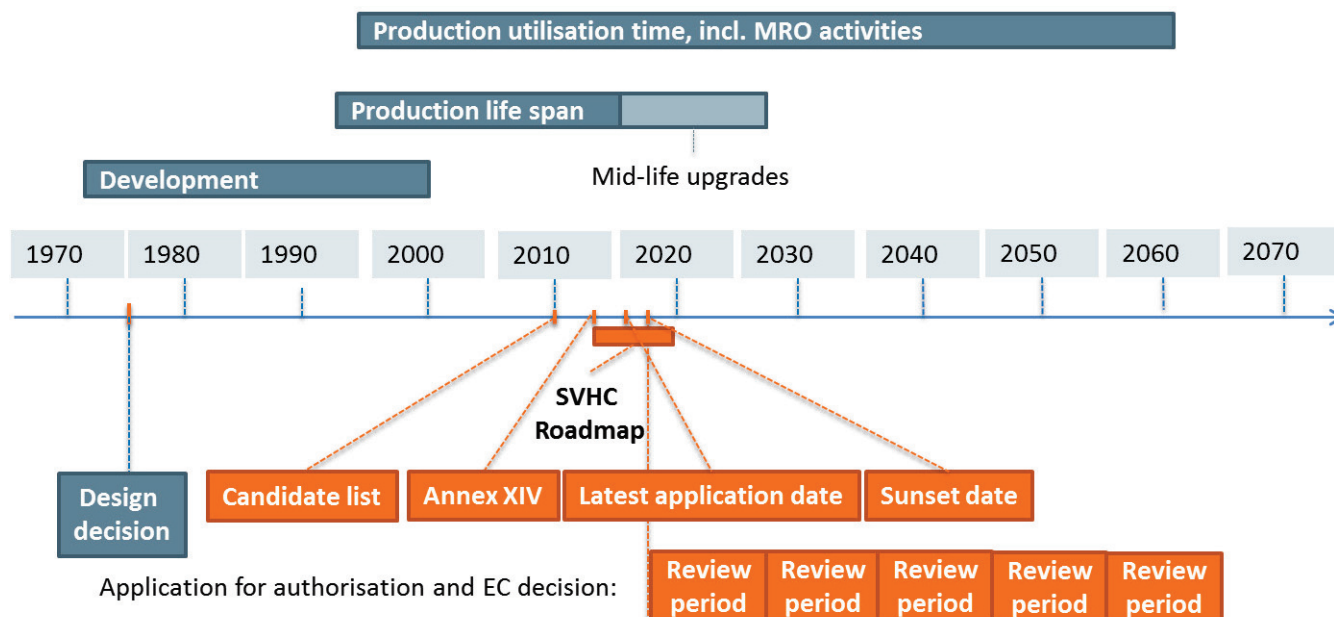 Production utilisation time, incl. MRO activities
Production life span
Mid-life upgrades
Development
1970 1980 1990 2000 2010 2020 2030 2040 2050 2060 2070
SVHC
Roadmap
Design
decision
Candidate list
Annex XIV
Latest application date
Sunset date
Application for authorisation and EC decision:
Review
period
Review
period
Review
period
Review
period
Review
period